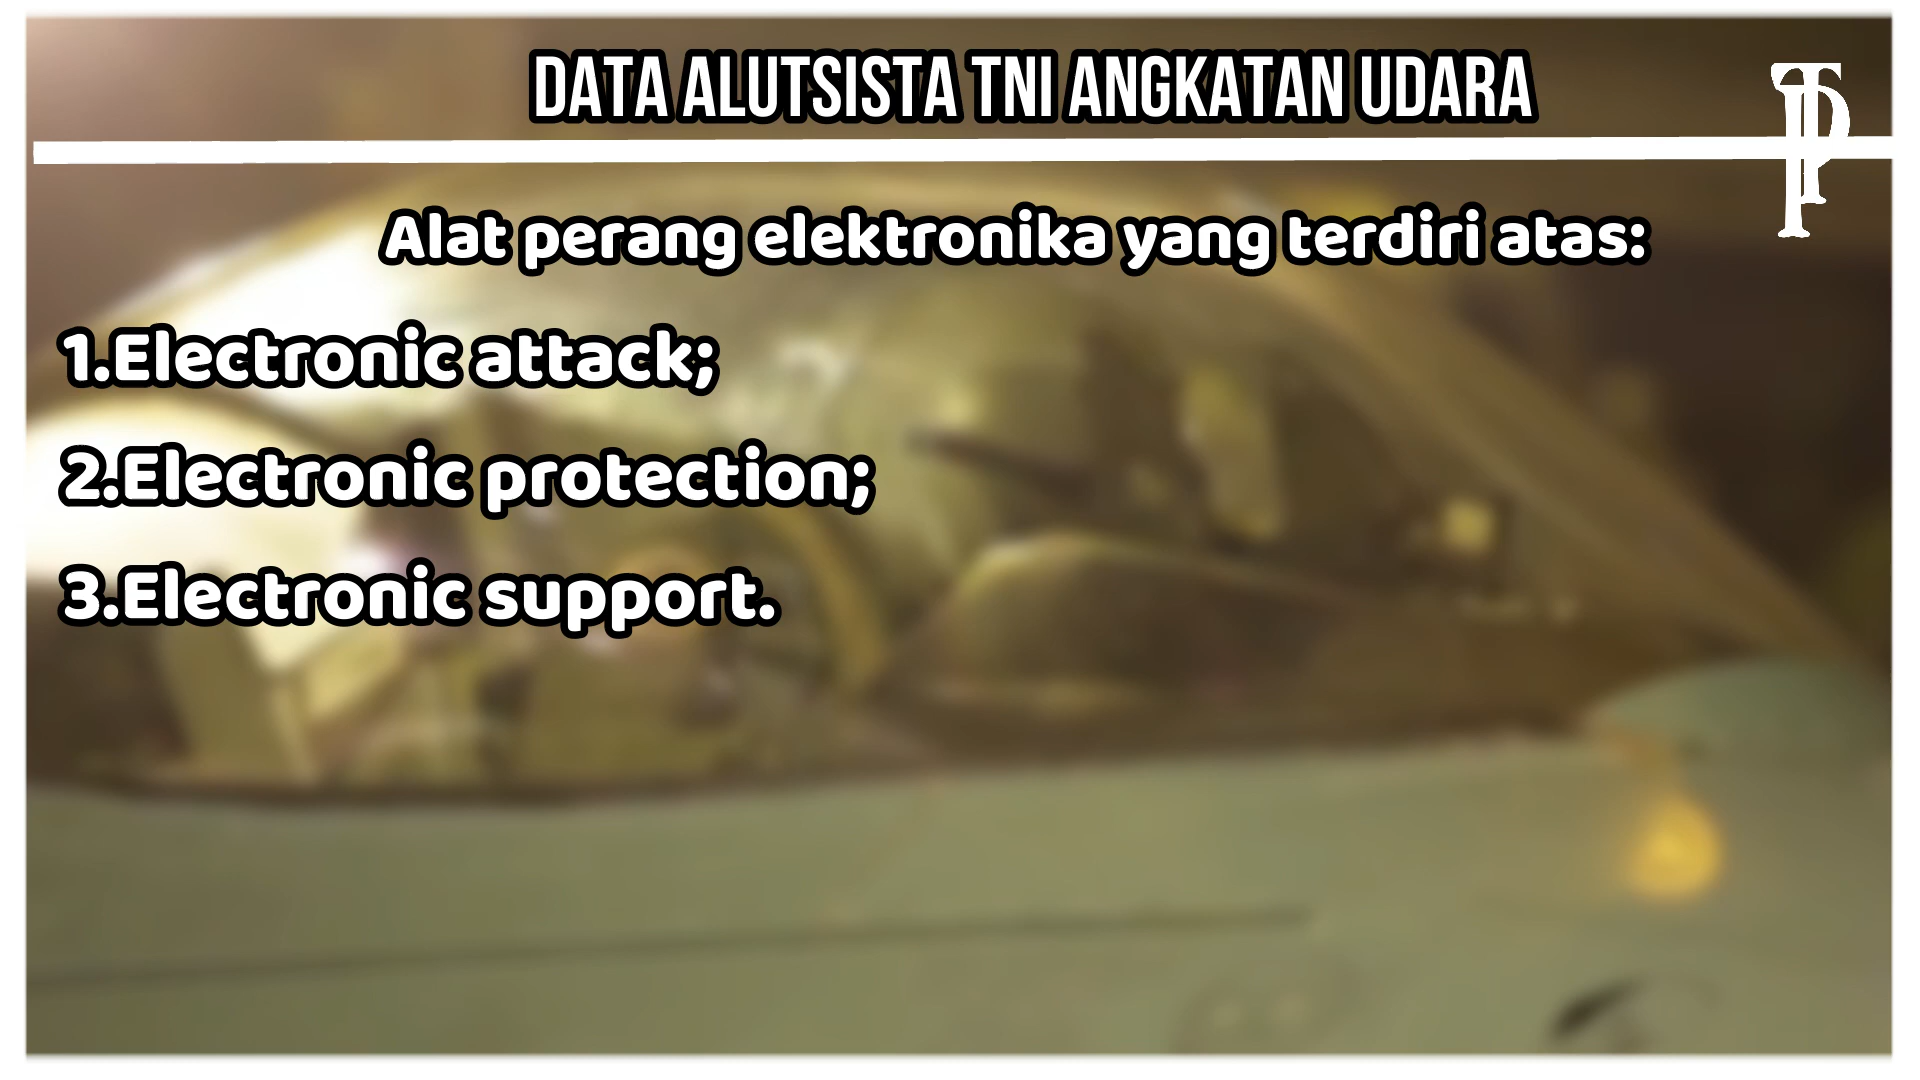 DATA ALUTSISTA TNI ANGKATAN UDARA
TP
Alat perang elektronika yang terdiri atas:
1.Electronic attack;
2.Electronic protection;
3.Electronic support.